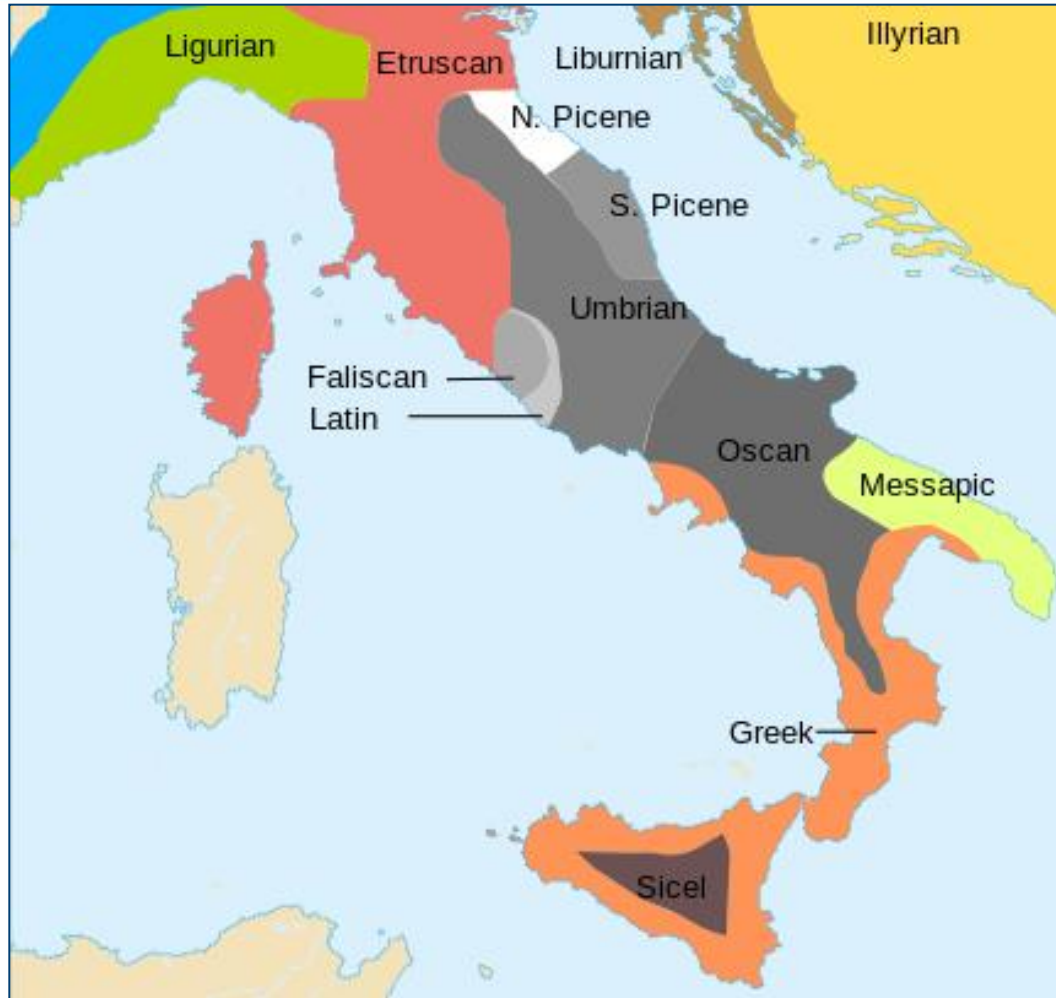 Ligurian
Etruscan
Liburnian
Illyrian
N. Picene
S. Picene
Umbrian
Faliscan
Latin
Oscan
Messapic
Greek
Sicel